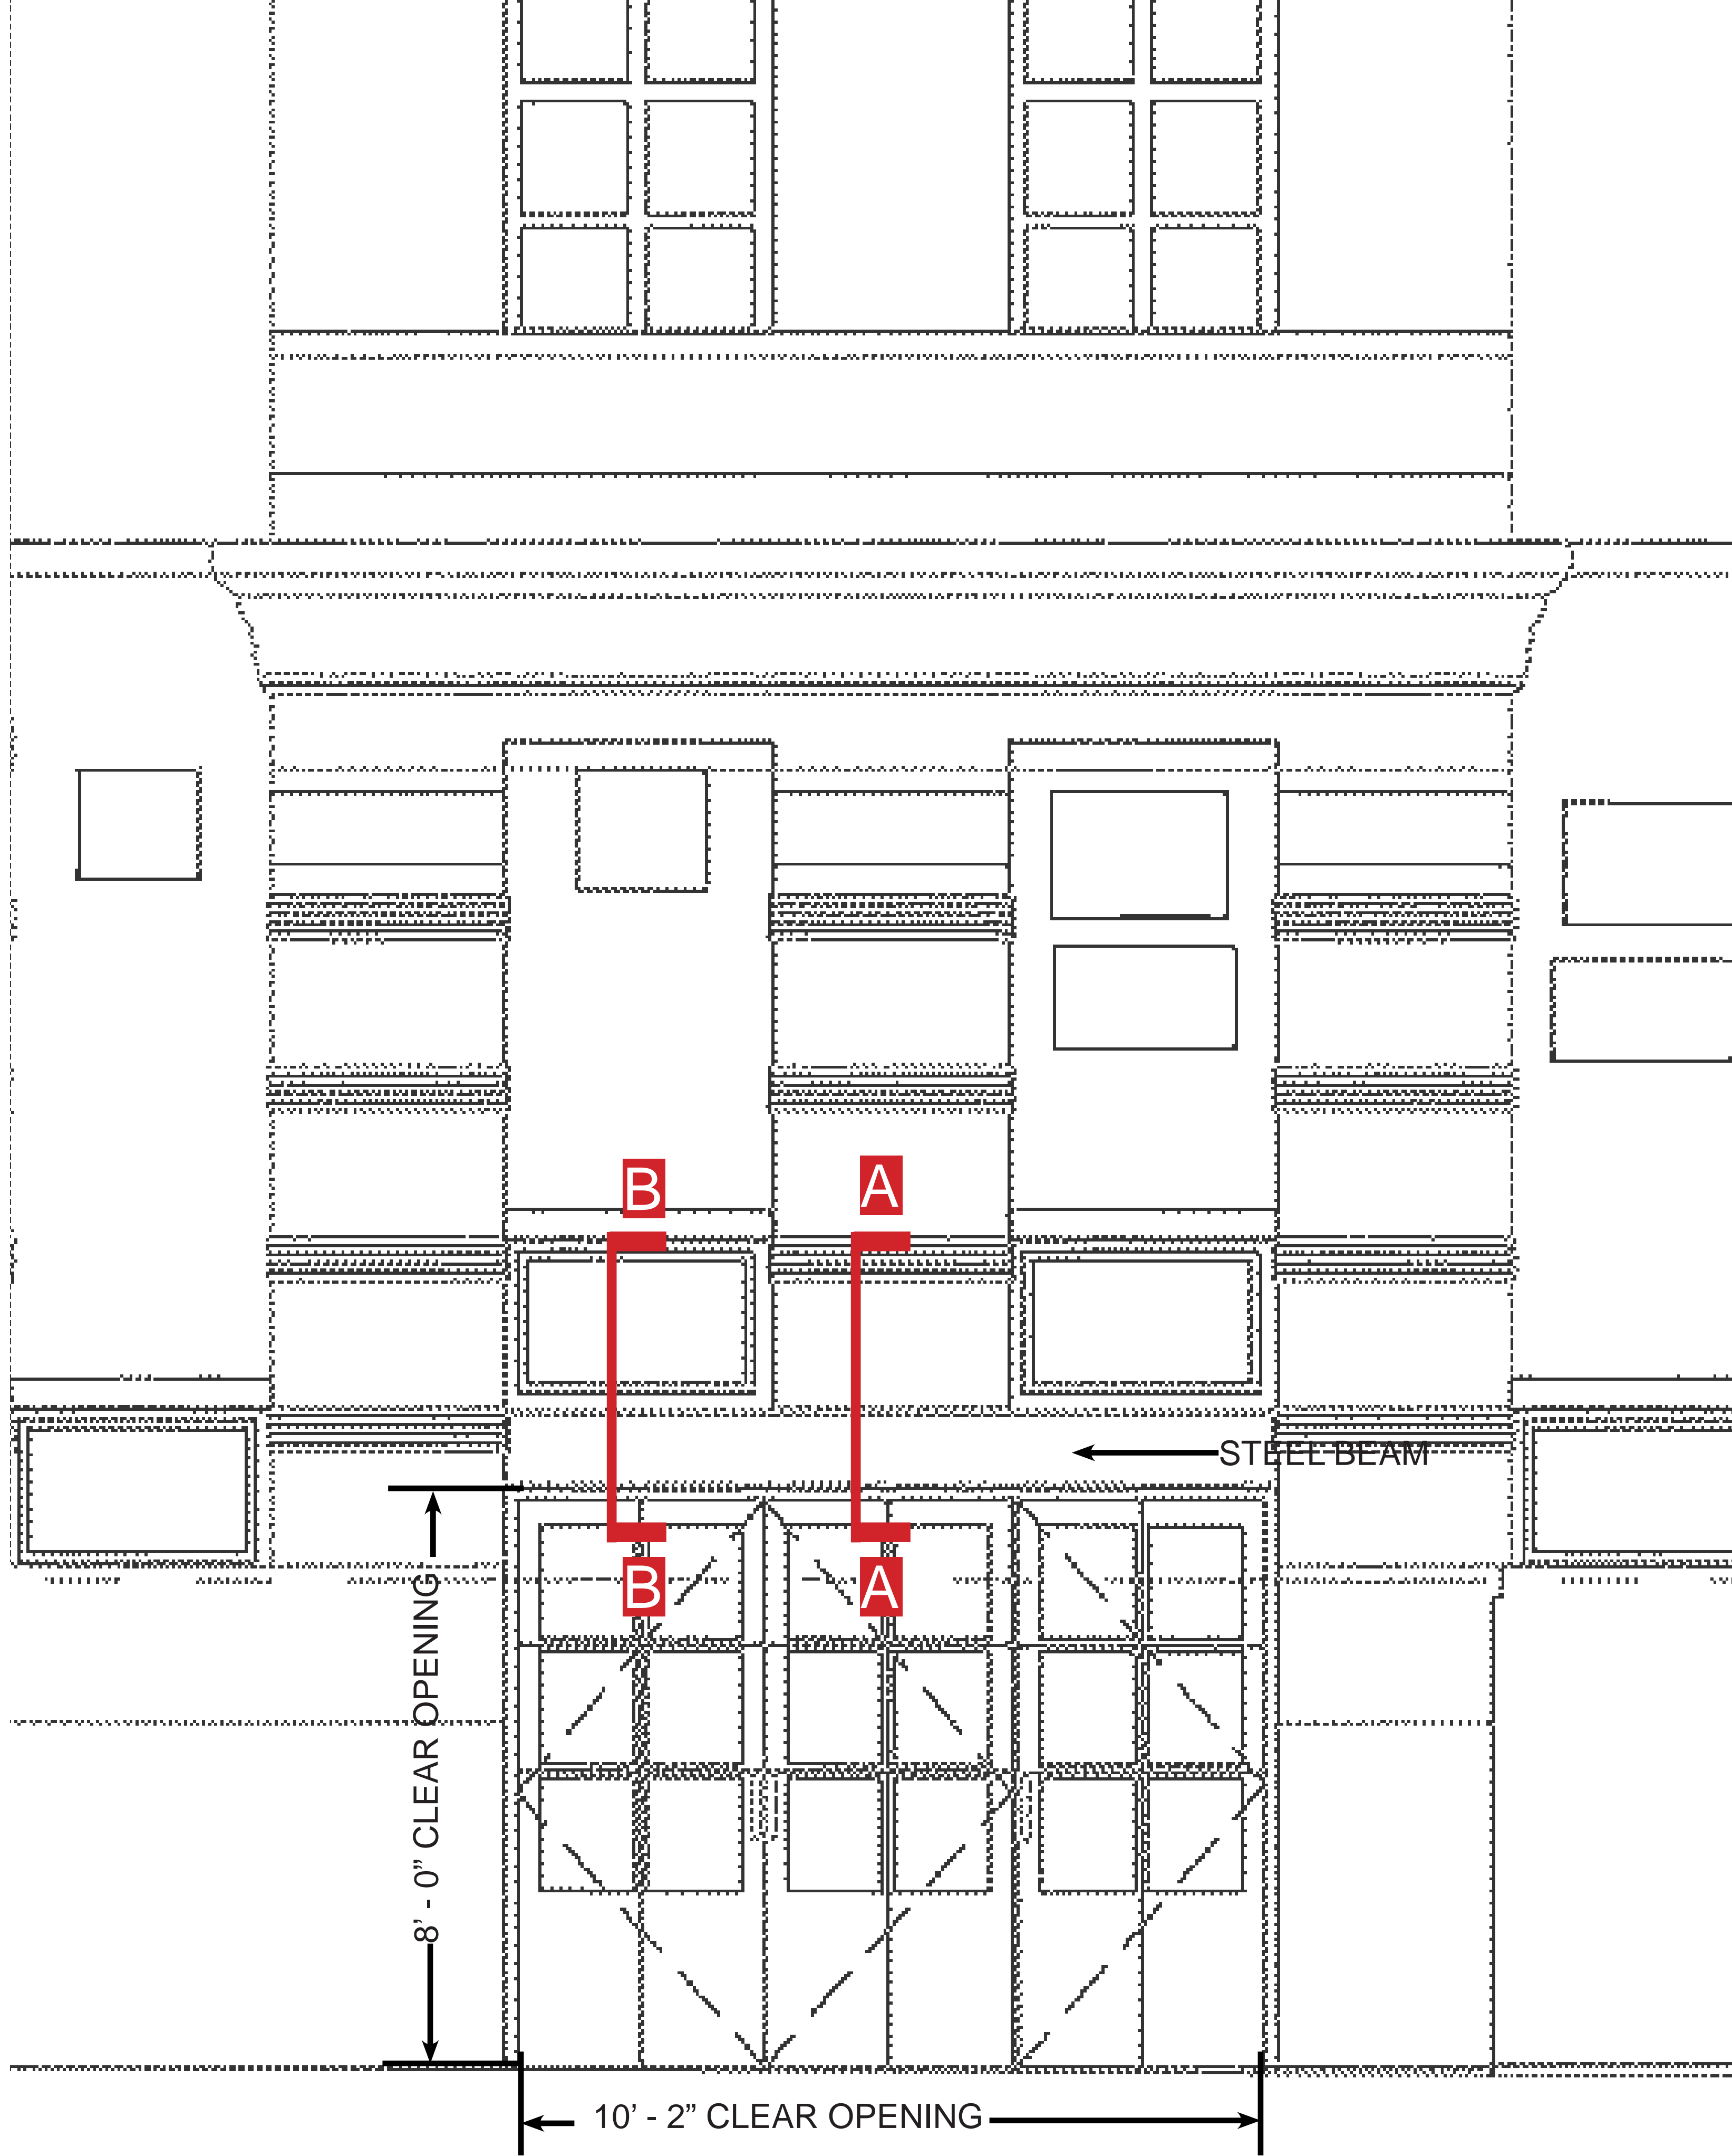 B
A
STEEL BEAM
B
A
8’ - 0” CLEAR OPENING
10’ - 2” CLEAR OPENING